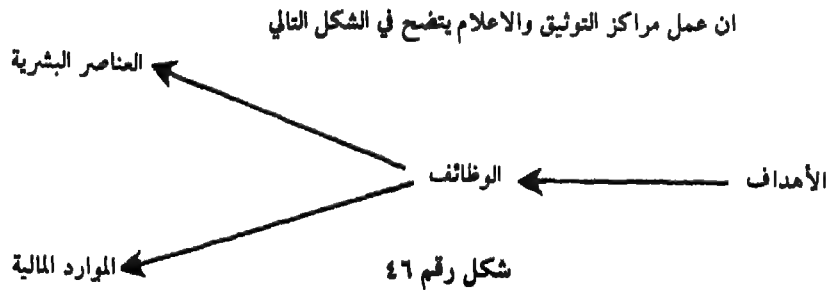 ان عمل مراكز التوثيق والاعلام يتضح في الشكل التالي
العناصر البشرية
الأهداف
الوظائف
الموارد المالية
شكل رقم ٤٦